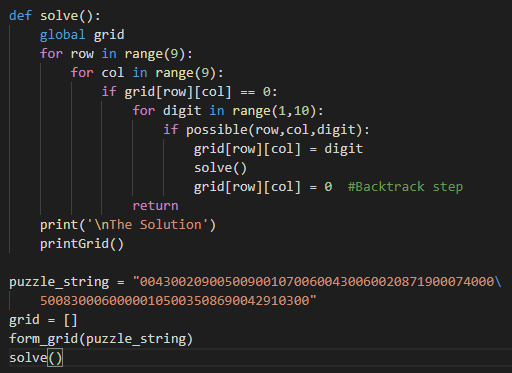 def solve():
    global grid
    for row in range(9):
        for col in range(9):
            if grid[row][col] == 0:
                for digit in range(1,10):
                    if possible(row,col,digit):
                        grid[row][col] = digit
                        solve()
                        grid[row][col] = 0  #Backtrack step
                return
    print('\nThe Solution')
    printGrid()

puzzle_string = "0043002090050090010700600430060020871900074000\
    50083000600000105003508690042910300"
grid = []
form_grid(puzzle_string)
solve()